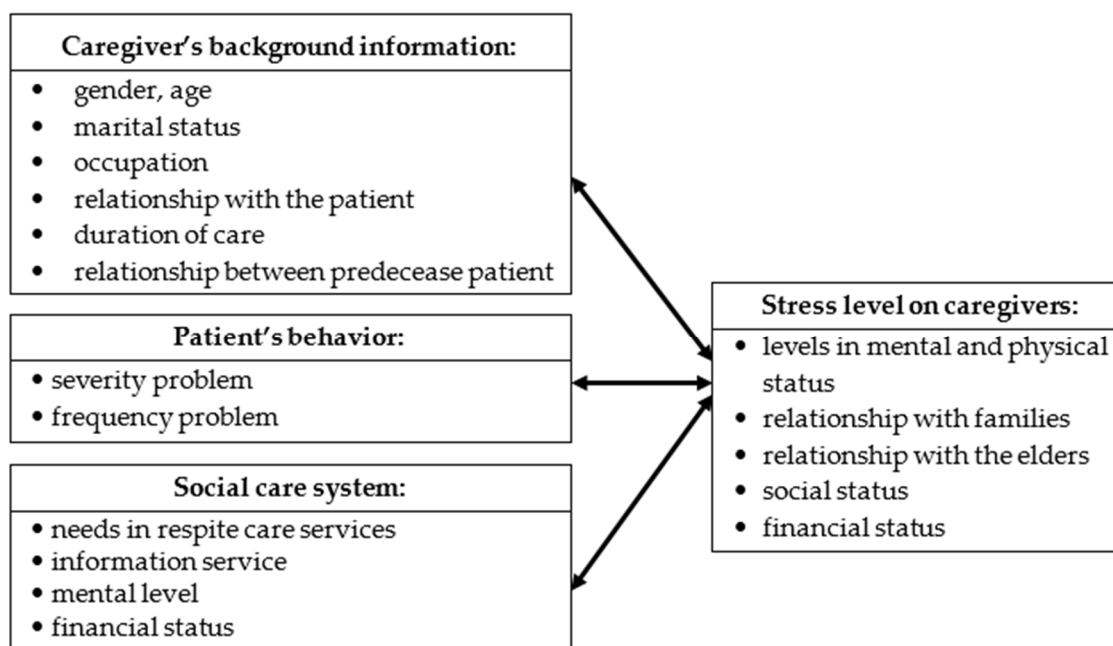 Caregiver's background information:
• gender, age
• marital status
• occupation
• relationship with the patient
• duration of care
• relationship between predecease patient
Patient's behavior:
• severity problem
• frequency problem
Social care system:
• needs in respite care services
• information service
• mental level
• financial status
Stress level on caregivers:
• levels in mental and physical
status
• relationship with families
• relationship with the elders
• social status
• financial status